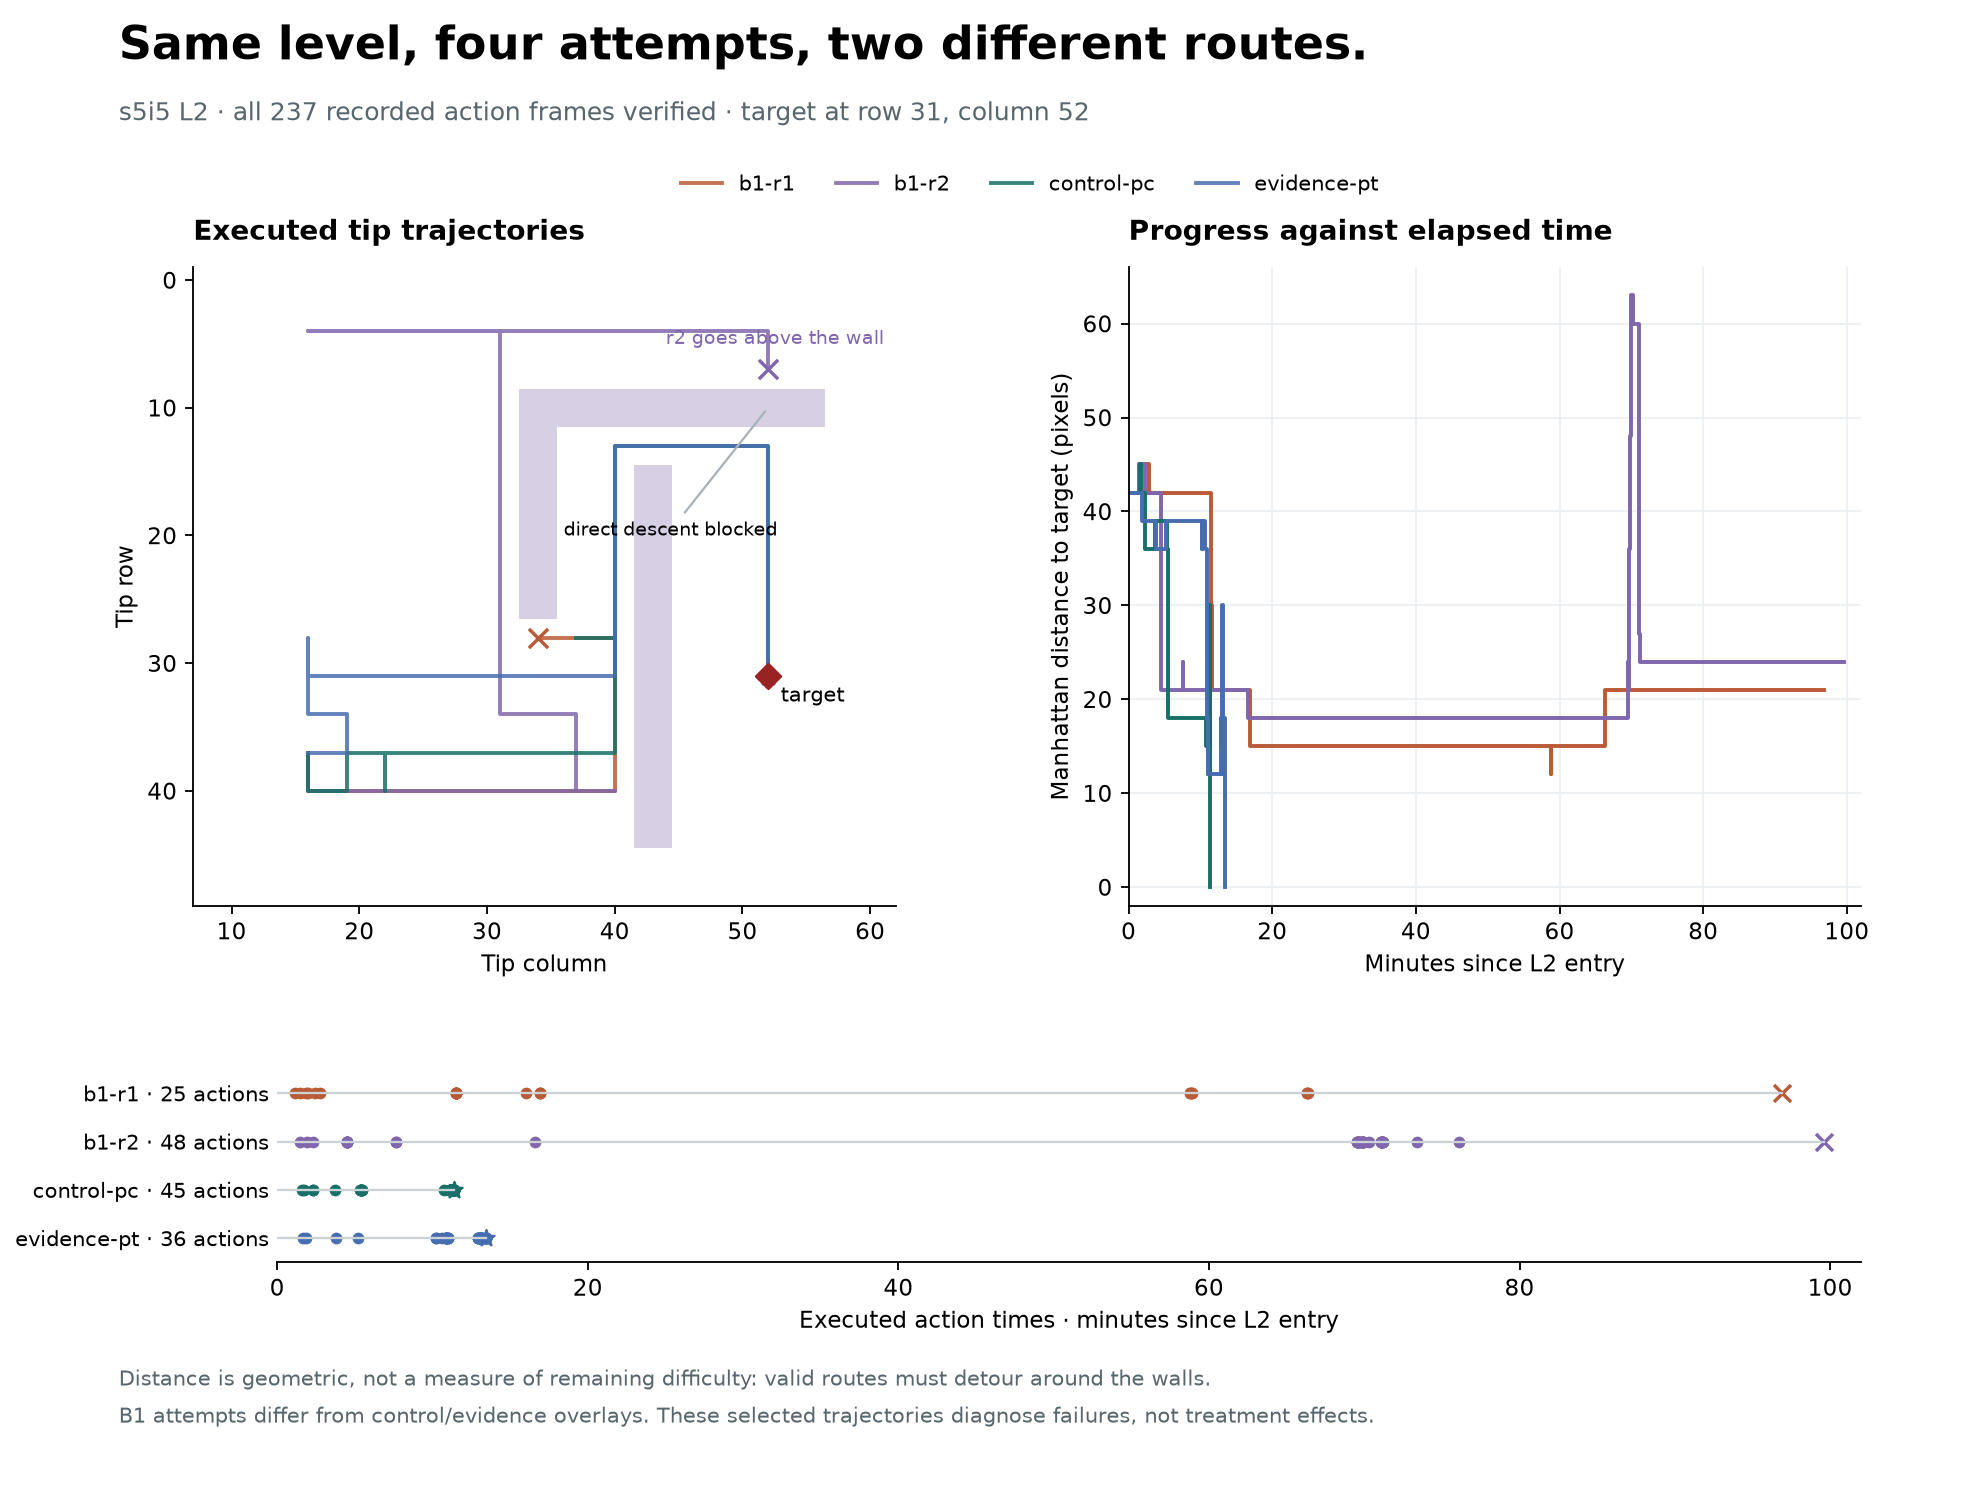 Same level, four attempts, two different routes.
s5i5 L2 · all 237 recorded action frames verified · target at row 31, column 52
b1-r1
b1-r2
control-pc
evidence-pt
Executed tip trajectories
Tip row
0
10
20
30
40
r2 goes above the wall
direct descent blocked
target
10
20
30
40
50
60
Tip column
Progress against elapsed time
Manhattan distance to target (pixels)
60
50
40
30
20
10
0
0
20
40
60
80
100
Minutes since L2 entry
b1-r1 · 25 actions
b1-r2 · 48 actions
control-pc · 45 actions
evidence-pt · 36 actions
0
20
40
60
80
100
Executed action times · minutes since L2 entry
Distance is geometric, not a measure of remaining difficulty: valid routes must detour around the walls.
B1 attempts differ from control/evidence overlays. These selected trajectories diagnose failures, not treatment effects.